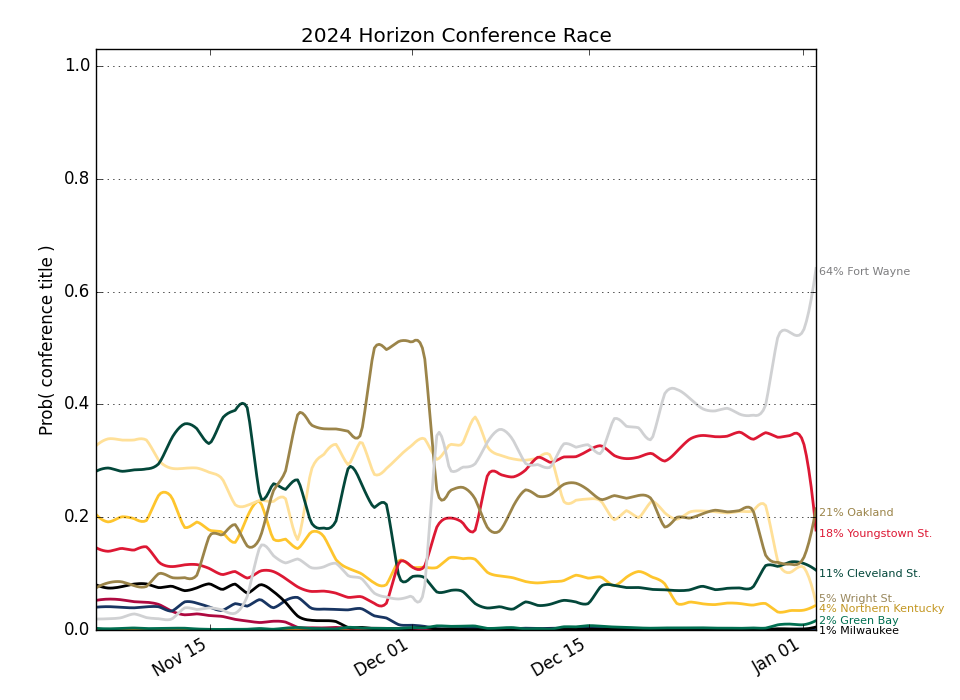 2024 Horizon Conference Race
Prob( conference title )
1.0
0.8
0.6
0.4
0.2
0.0
Nov 15
Dec 01
Dec 15
Jan 01
64% Fort Wayne
21% Oakland
18% Youngstown St.
11% Cleveland St.
5% Wright St.
4% Northern Kentucky
2% Green Bay
1% Milwaukee